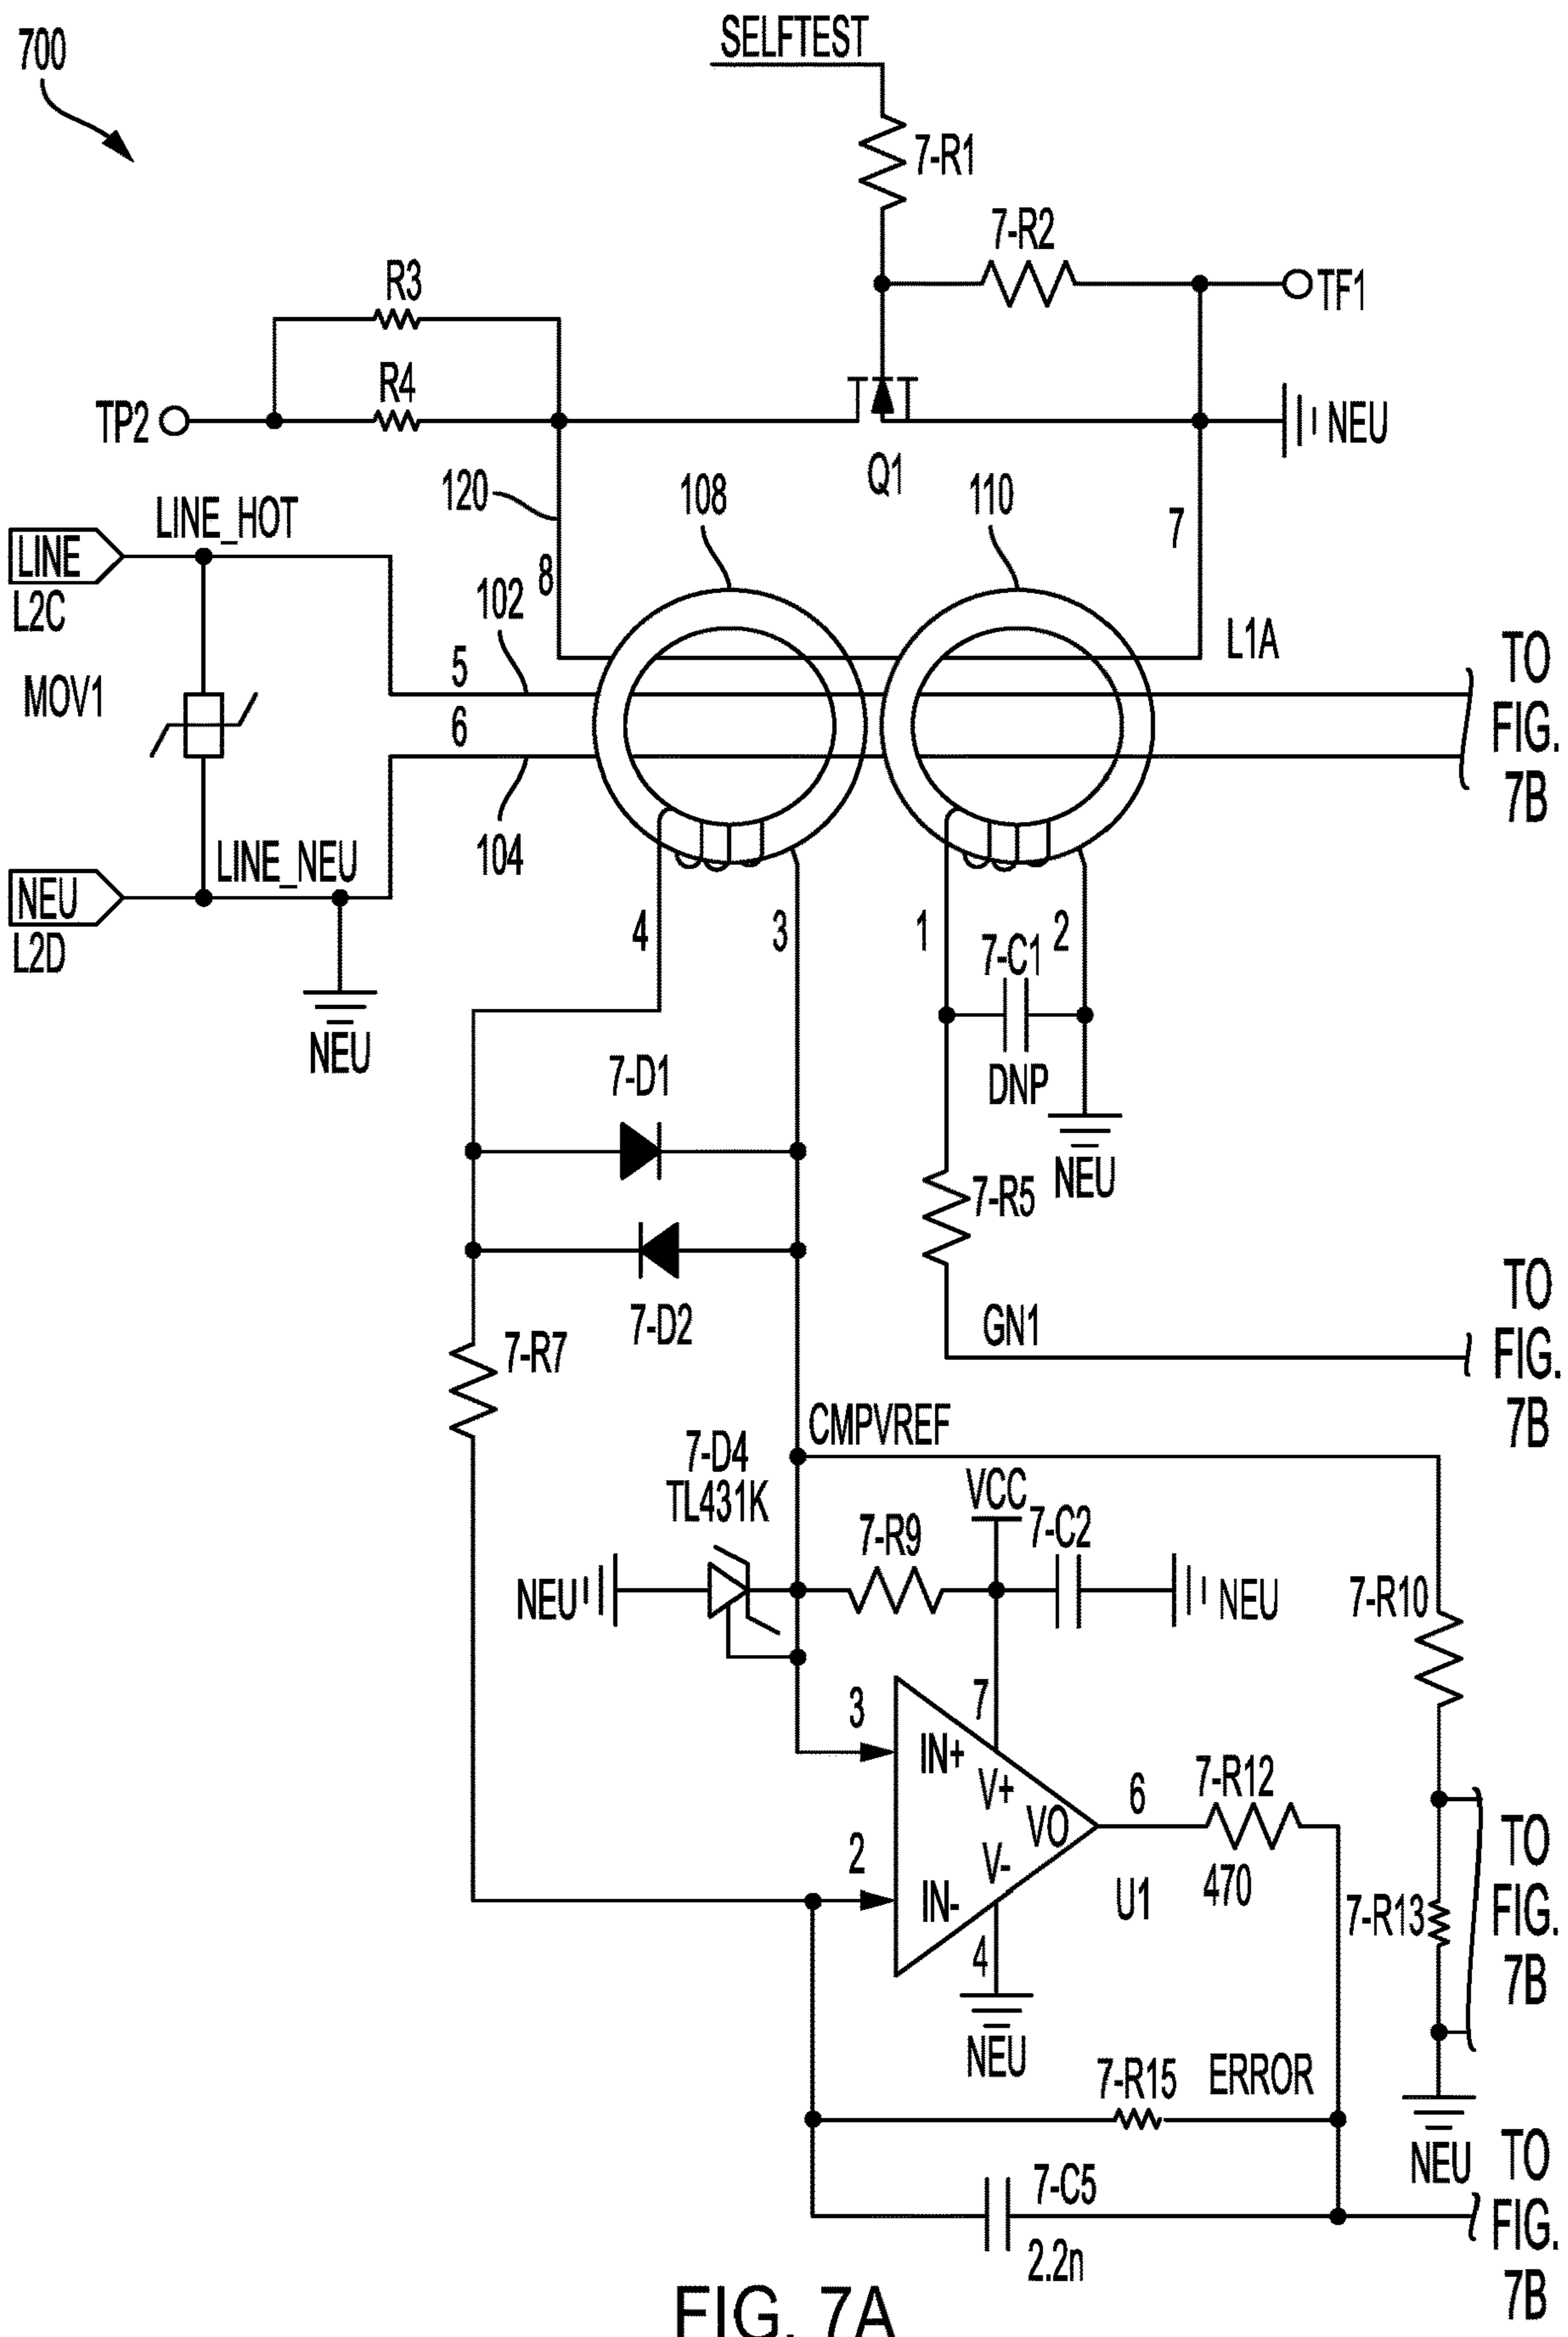 700
SELFTEST
7-R1
7-R2
TF1
R3
R4
TP2
Q1
NEU
120
108
110
7
LINE
L2C
LINE_HOT
8
102
5
6
L1A
TO
FIG.
7B
MOV1
104
NEU
L2D
LINE_NEU
NEU
4
3
1
2
7-C1
DNP
NEU
7-D1
7-R5
7-D2
GN1
TO
FIG.
7B
7-R7
CMPVREF
7-D4
TL431K
VCC
7-R9
7-C2
NEU
NEU
7-R10
3
7
IN+
V+
VO
6
7-R12
470
2
V-
IN-
U1
4
NEU
7-R13
TO
FIG.
7B
7-R15
ERROR
NEU
7-C5
2.2n
TO
FIG.
7B
FIG. 7A